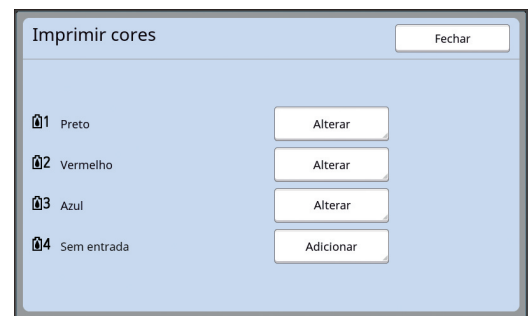 Imprimir cores
Fechar
1 Preto Alterar
2 Vermelho Alterar
3 Azul Alterar
4 Sem entrada Adicionar